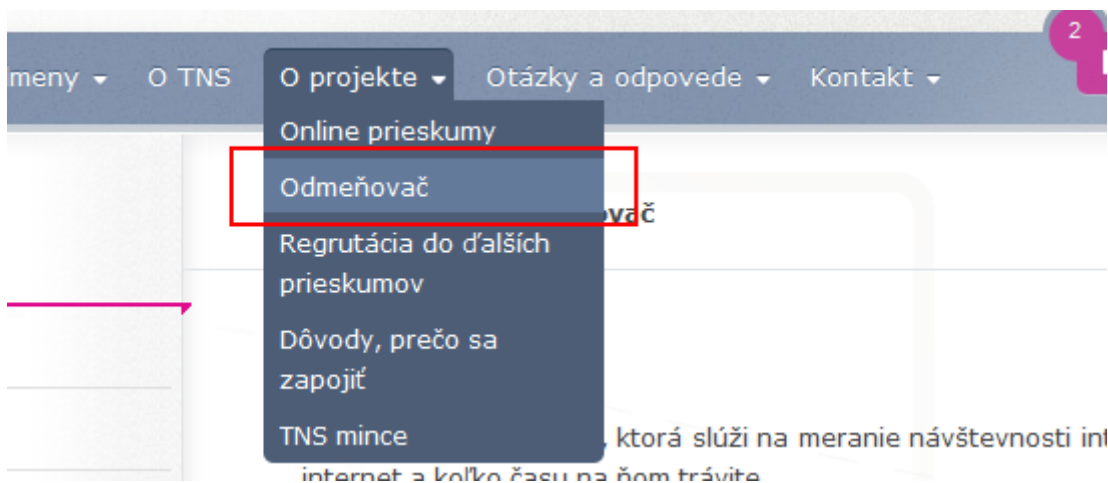 2
meny O TNS O projekte Otázky a odpovede Kontakt
Online prieskumy
Odmeňovač
vač
Regrutácia do ďalších
prieskumov
Dôvody, prečo sa
zapojiť
TNS mince
, ktorá slúži na meranie návštevnosti int
internet a koľko času na ňom trávite